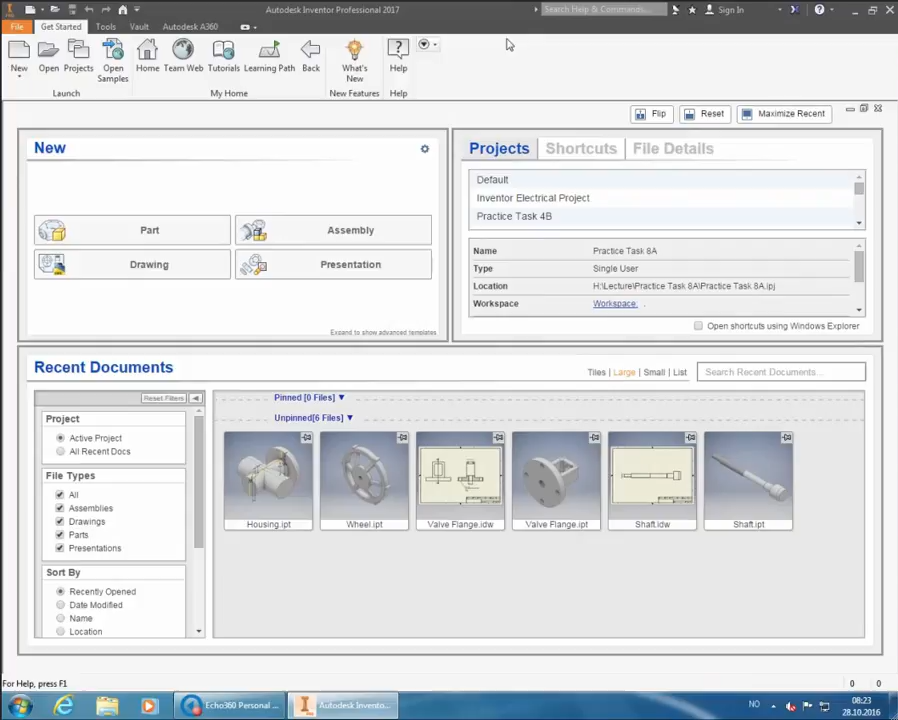 Autodesk Inventor Professional 2017
Search Help & Commands...
Sign In
File
Get Started
Tools
Vault
Autodesk A360
New
Open
Projects
Open Samples
Home
Team Web
Tutorials
Learning Path
Back
What's New
Help
Launch
My Home
New Features
Help
Flip
Reset
Maximize Recent
New
Part
Assembly
Drawing
Presentation
Expand to show advanced templates
Projects
Shortcuts
File Details
Default
Inventor Electrical Project
Practice Task 4B
Name Practice Task 8A
Type Single User
Location H:\Lecture\Practice Task 8A\Practice Task 8A.ipj
Workspace Workspace: .
Open shortcuts using Windows Explorer
Recent Documents
Tiles | Large | Small | List
Search Recent Documents...
Reset Filters
Project
Active Project
All Recent Docs
File Types
All
Assemblies
Drawings
Parts
Presentations
Sort By
Recently Opened
Date Modified
Name
Location
Pinned [0 Files] ▼
Unpinned[6 Files] ▼
Housing.ipt
Wheel.ipt
Valve Flange.idw
Valve Flange.ipt
Shaft.idw
Shaft.ipt
For Help, press F1
0 0
Echo360 Personal ...
Autodesk Invento...
NO
08:23
28.10.2016